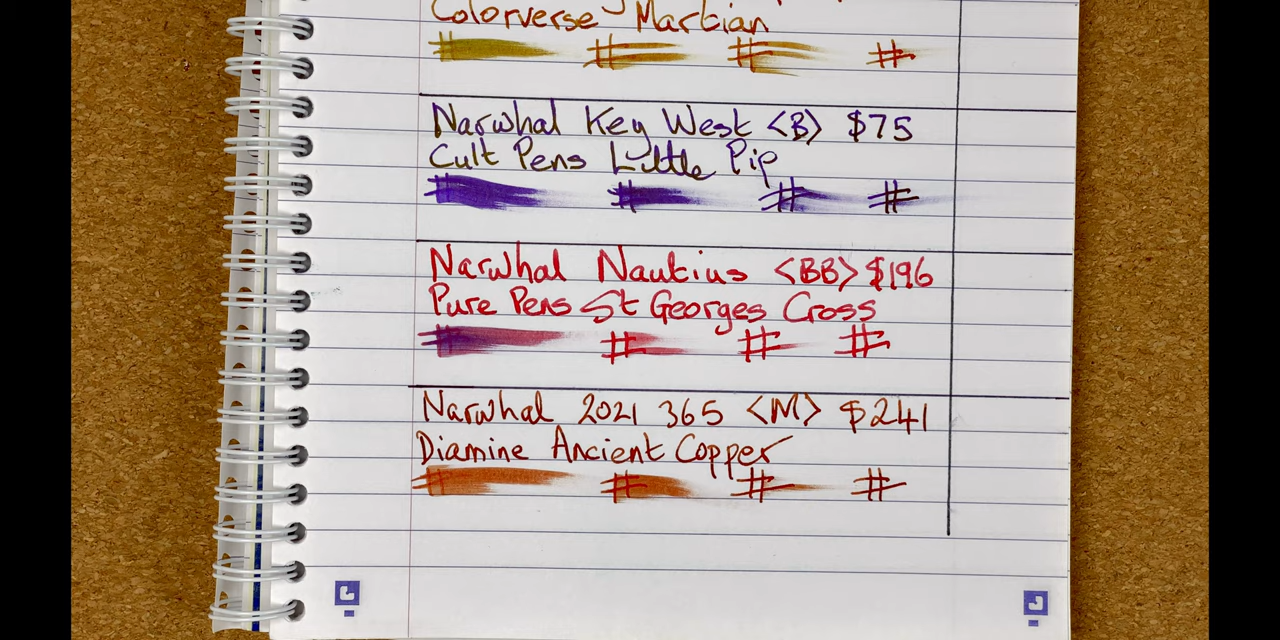 Colorverse Martian
Narwhal Key West <B> $75
Cult Pens Little Pip
Narwhal Nautius <BB> $196
Pure Pens St Georges Cross
Narwhal 2021 365 <M> $241
Diamine Ancient Copper